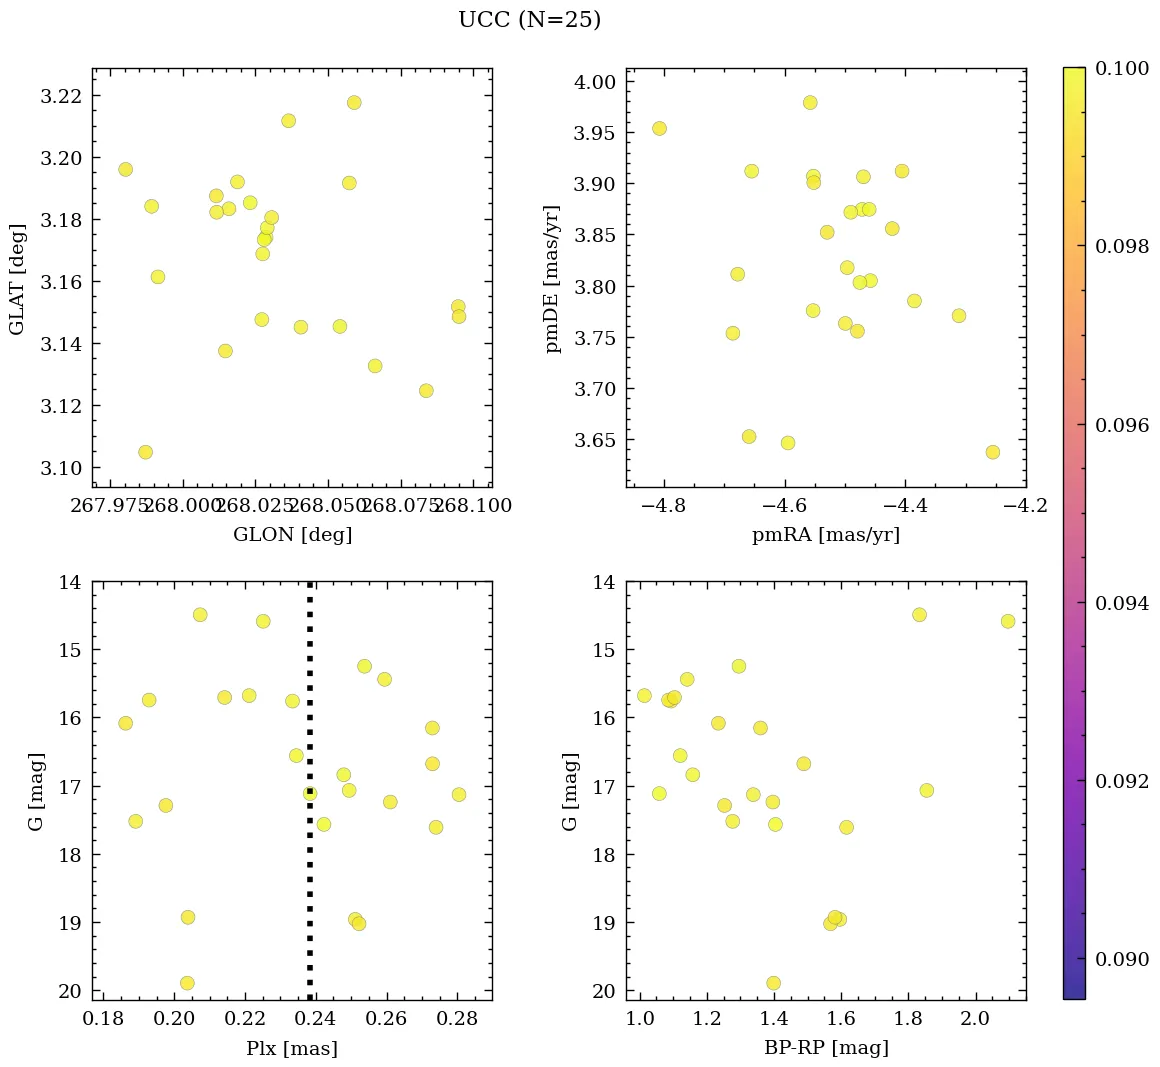 UCC (N=25)
3.22
3.20
3.18
3.16
3.14
3.12
3.10
GLAT [deg]
267.975 268.000 268.025 268.050 268.075 268.100
GLON [deg]
4.00
3.95
3.90
3.85
3.80
3.75
3.70
3.65
pmDE [mas/yr]
−4.8 −4.6 −4.4 −4.2
pmRA [mas/yr]
14
15
16
17
18
19
20
G [mag]
0.18 0.20 0.22 0.24 0.26 0.28
Plx [mas]
14
15
16
17
18
19
20
G [mag]
1.0 1.2 1.4 1.6 1.8 2.0
BP-RP [mag]
0.100
0.098
0.096
0.094
0.092
0.090